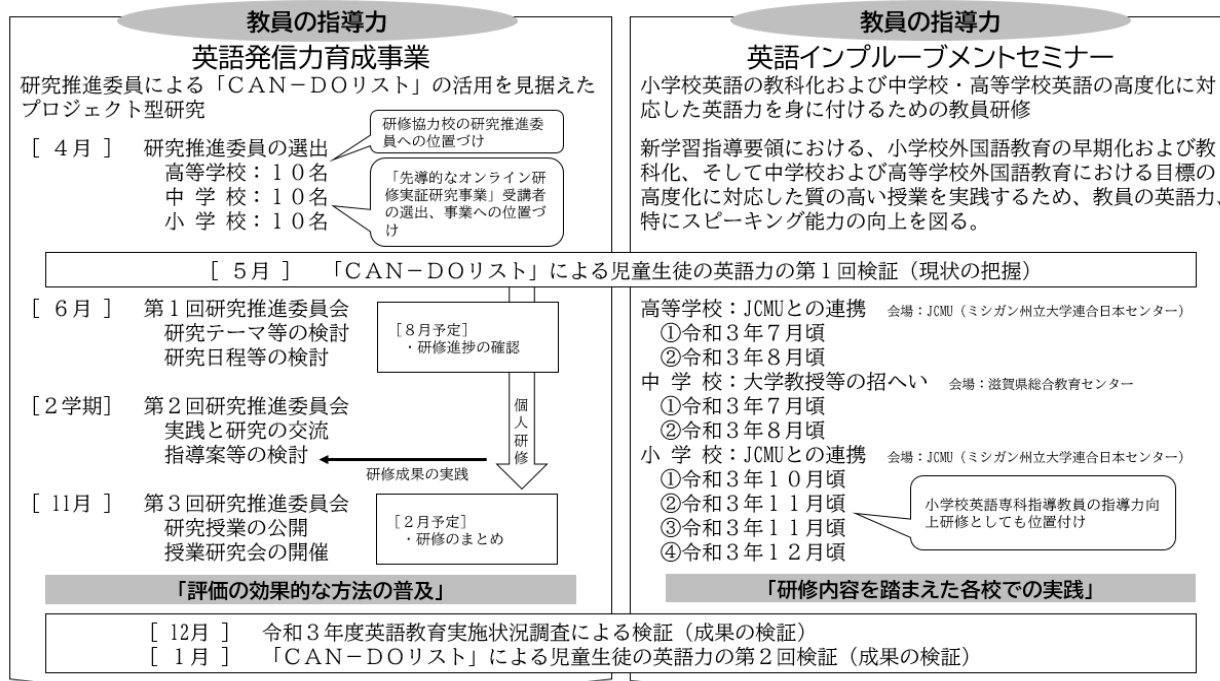 教員の指導力
英語発信力育成事業
研究推進委員による「ＣＡＮ－ＤＯリスト」の活用を見据えた
プロジェクト型研究
［ ４月 ］ 研究推進委員の選出
高等学校：１０名
中 学 校：１０名
小 学 校：１０名
研修協力校の研究推進委
員への位置づけ
「先導的なオンライン研
修実証研究事業」受講者
の選出、事業への位置づ
け
教員の指導力
英語インプルーブメントセミナー
小学校英語の教科化および中学校・高等学校英語の高度化に対
応した英語力を身に付けるための教員研修
新学習指導要領における、小学校外国語教育の早期化および教
科化、そして中学校および高等学校外国語教育における目標の
高度化に対応した質の高い授業を実践するため、教員の英語力、
特にスピーキング能力の向上を図る。
［ ５月 ］ 「ＣＡＮ－ＤＯリスト」による児童生徒の英語力の第１回検証（現状の把握）
［ ６月 ］ 第１回研究推進委員会
研究テーマ等の検討
研究日程等の検討
［８月予定］
・研修進捗の確認
［２学期］ 第２回研究推進委員会
実践と研究の交流
指導案等の検討
個人研修
研修成果の実践
［ 11月 ］ 第３回研究推進委員会
研究授業の公開
授業研究会の開催
［２月予定］
・研修のまとめ
「評価の効果的な方法の普及」
高等学校：JCMUとの連携 会場：JCMU（ミシガン州立大学連合日本センター）
①令和３年７月頃
②令和３年８月頃
中 学 校：大学教授等の招へい 会場：滋賀県総合教育センター
①令和３年７月頃
②令和３年８月頃
小 学 校：JCMUとの連携 会場：JCMU（ミシガン州立大学連合日本センター）
①令和３年１０月頃
②令和３年１１月頃
③令和３年１１月頃
④令和３年１２月頃
小学校英語専科指導教員の指導力向
上研修としても位置付け
「研修内容を踏まえた各校での実践」
［ 12月 ］ 令和３年度英語教育実施状況調査による検証（成果の検証）
［ １月 ］ 「ＣＡＮ－ＤＯリスト」による児童生徒の英語力の第２回検証（成果の検証）